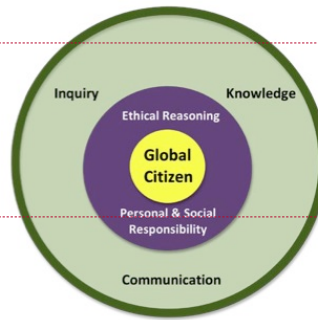 Inquiry
Knowledge
Ethical Reasoning
Global
Citizen
Personal & Social
Responsibility
Communication